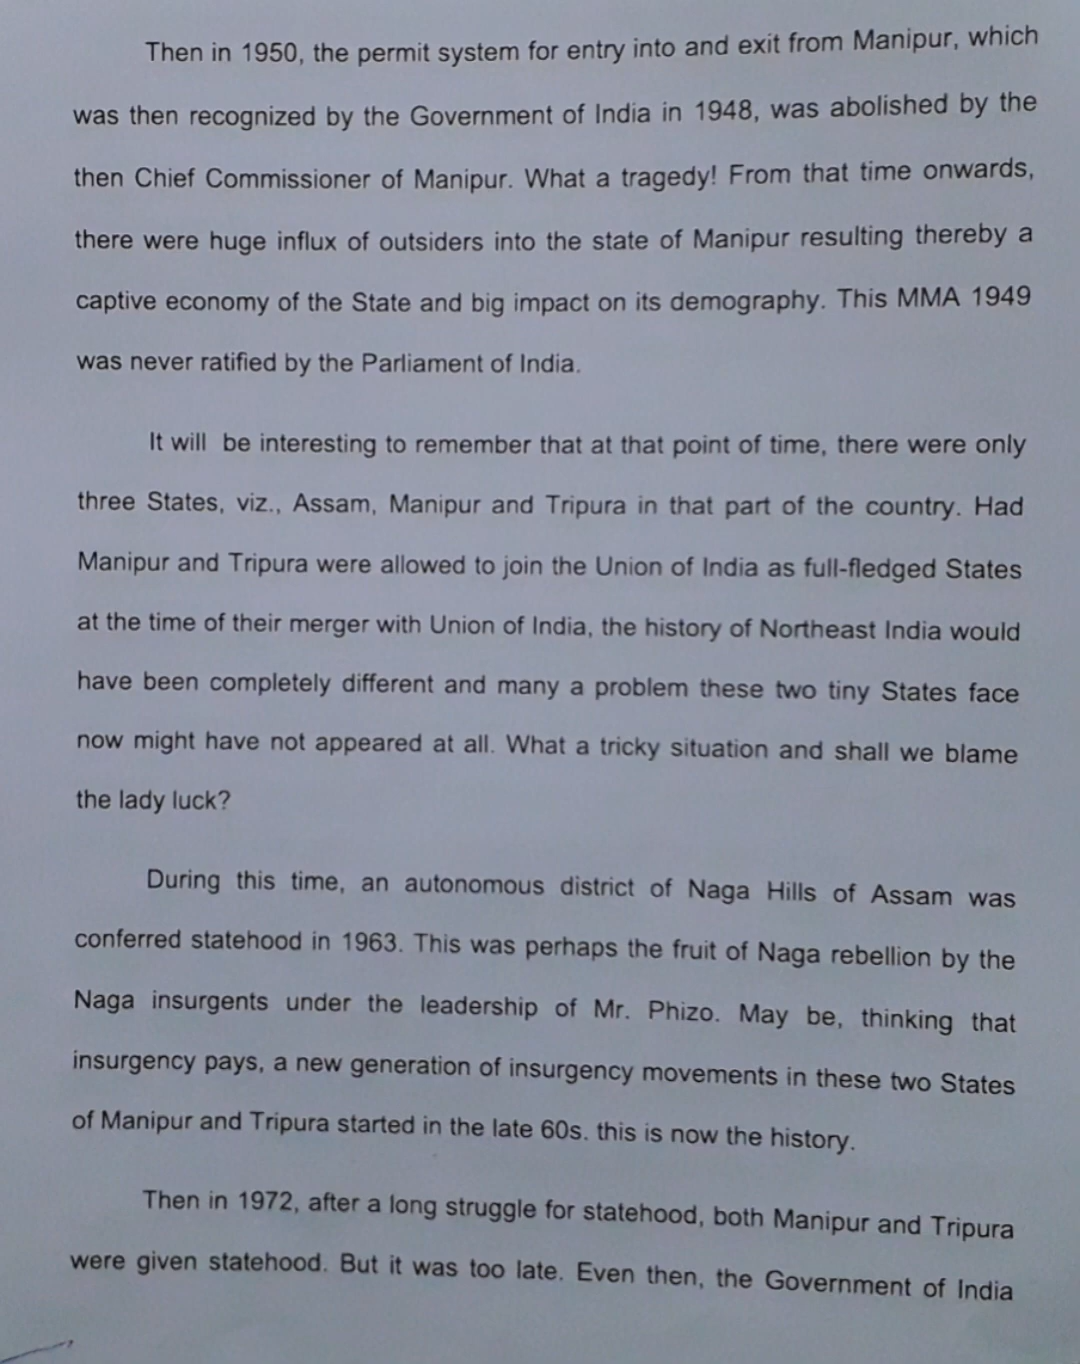 Then in 1950, the permit system for entry into and exit from Manipur, which
was then recognized by the Government of India in 1948, was abolished by the
then Chief Commissioner of Manipur. What a tragedy! From that time onwards,
there were huge influx of outsiders into the state of Manipur resulting thereby a
captive economy of the State and big impact on its demography. This MMA 1949
was never ratified by the Parliament of India.
It will be interesting to remember that at that point of time, there were only
three States, viz., Assam, Manipur and Tripura in that part of the country. Had
Manipur and Tripura were allowed to join the Union of India as full-fledged States
at the time of their merger with Union of India, the history of Northeast India would
have been completely different and many a problem these two tiny States face
now might have not appeared at all. What a tricky situation and shall we blame
the lady luck?
During this time, an autonomous district of Naga Hills of Assam was
conferred statehood in 1963. This was perhaps the fruit of Naga rebellion by the
Naga insurgents under the leadership of Mr. Phizo. May be, thinking that
insurgency pays, a new generation of insurgency movements in these two States
of Manipur and Tripura started in the late 60s. this is now the history.
Then in 1972, after a long struggle for statehood, both Manipur and Tripura
were given statehood. But it was too late. Even then, the Government of India